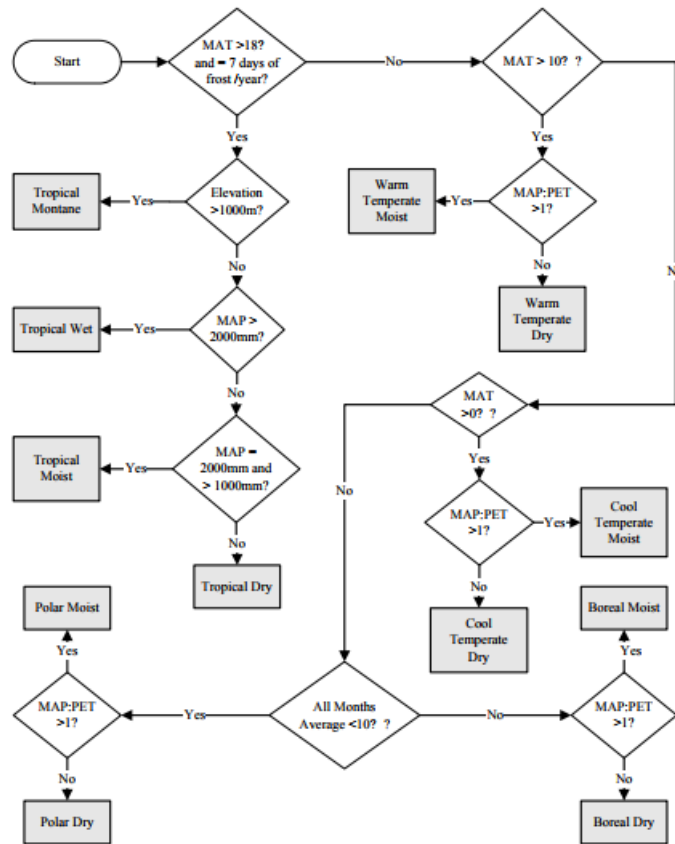 Start
MAT >18?
and = 7 days of
frost /year?
No
MAT > 10? ?
Yes
Yes
Tropical
Montane
Yes
Elevation
>1000m?
Warm
Temperate
Moist
Yes
MAP:PET
>1?
No
No
N
Tropical Wet
Yes
MAP >
2000mm?
Warm
Temperate
Dry
No
MAT
>0? ?
Tropical
Moist
Yes
MAP =
2000mm and
> 1000mm?
No
Yes
MAP:PET
>1?
Yes
Cool
Temperate
Moist
No
Tropical Dry
No
Cool
Temperate
Dry
Polar Moist
Boreal Moist
Yes
Yes
MAP:PET
>1?
Yes
All Months
Average <10? ?
No
MAP:PET
>1?
No
No
Polar Dry
Boreal Dry